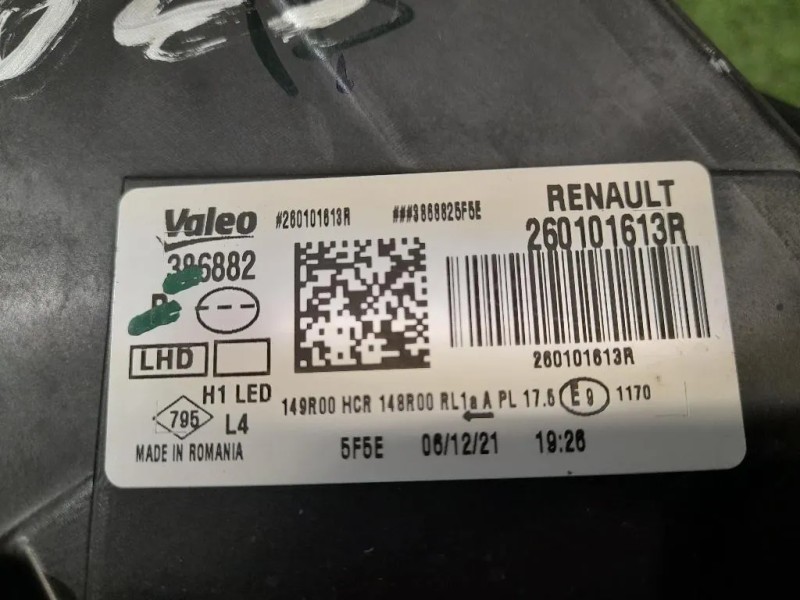 Valeo #260101613R ###3868825F5E RENAULT
260101613R
386882
LHD
260101613R
H1 LED
149R00 HCR 148R00 RL1a A PL 17.5 E9 1170
795 L4
MADE IN ROMANIA 5F5E 06/12/21 19:26